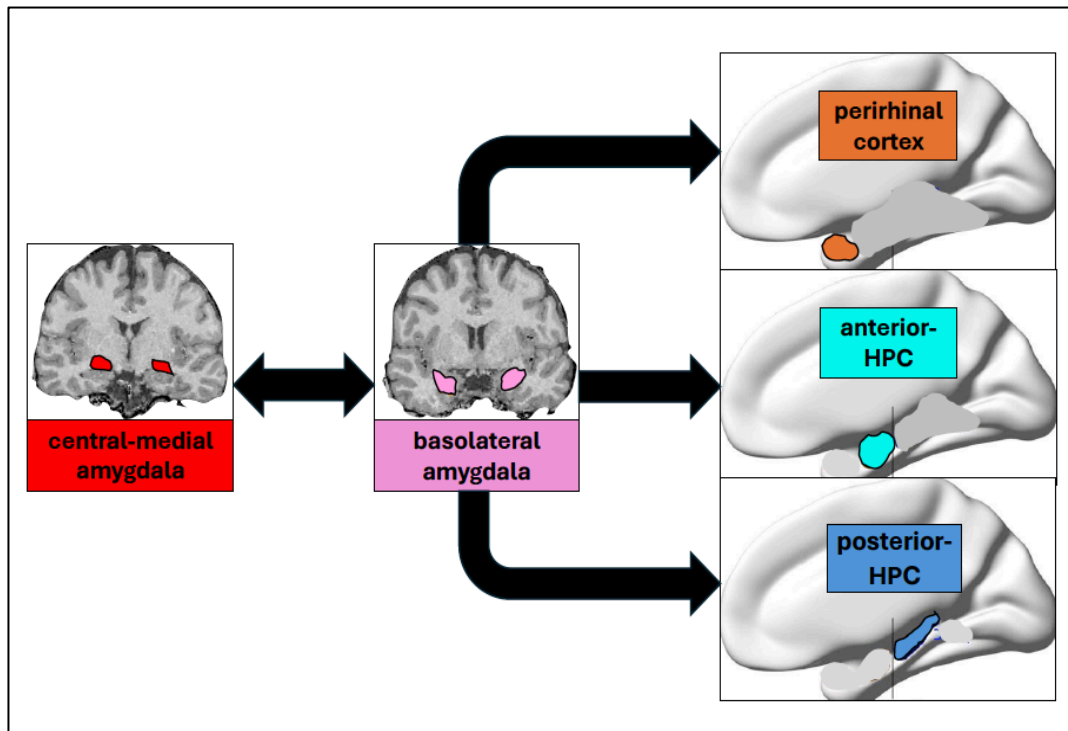 perirhinal
cortex
anterior-
HPC
central-medial
amygdala
basolateral
amygdala
posterior-
HPC